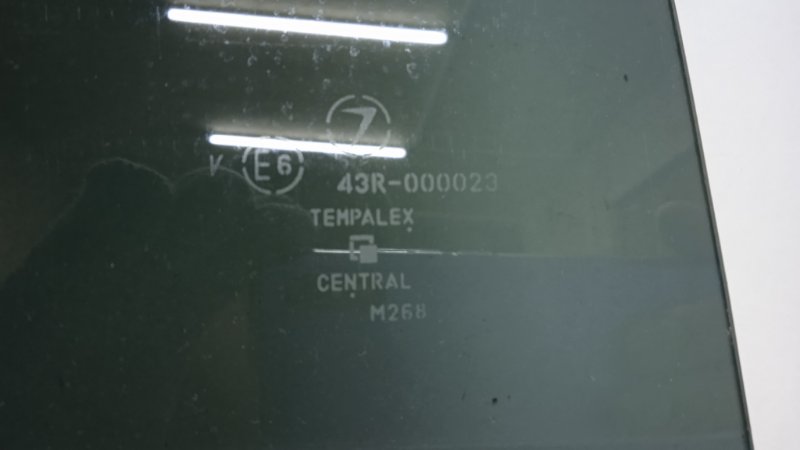 V E6
43R-000023
TEMPALEX
CENTRAL
M268